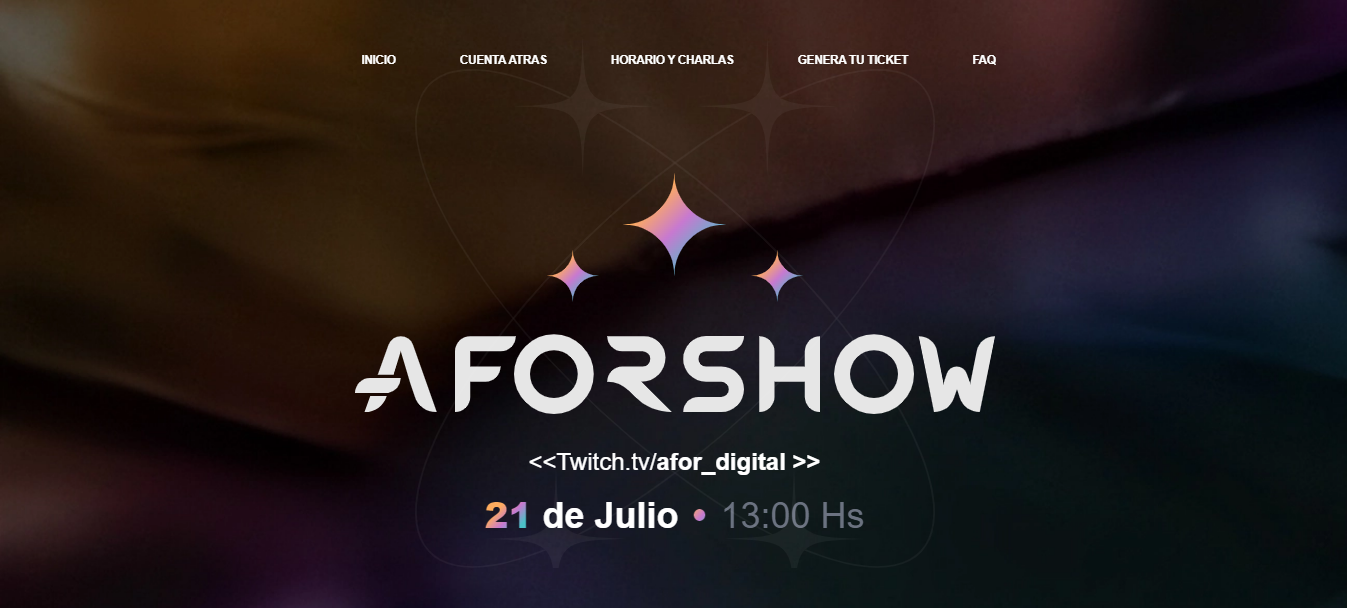 INICIO CUENTA ATRAS HORARIO Y CHARLAS GENERA TU TICKET FAQ
AFORSHOW
<<Twitch.tv/afor_digital >>
21 de Julio • 13:00 Hs